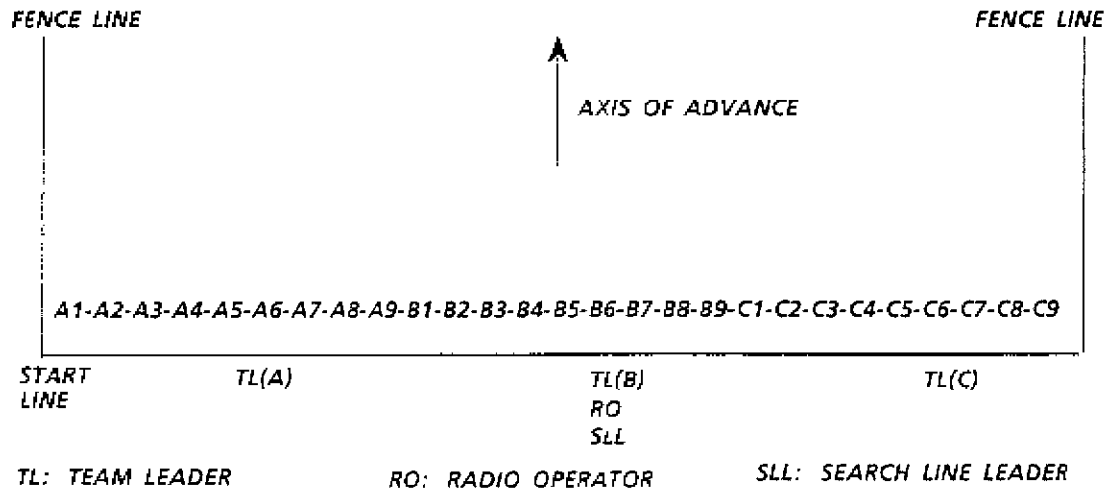 FENCE LINE FENCE LINE
AXIS OF ADVANCE
A1-A2-A3-A4-A5-A6-A7-A8-A9-B1-B2-B3-B4-B5-B6-B7-B8-B9-C1-C2-C3-C4-C5-C6-C7-C8-C9
START LINE TL(A) TL(B) TL(C)
RO
SLL
TL: TEAM LEADER RO: RADIO OPERATOR SLL: SEARCH LINE LEADER